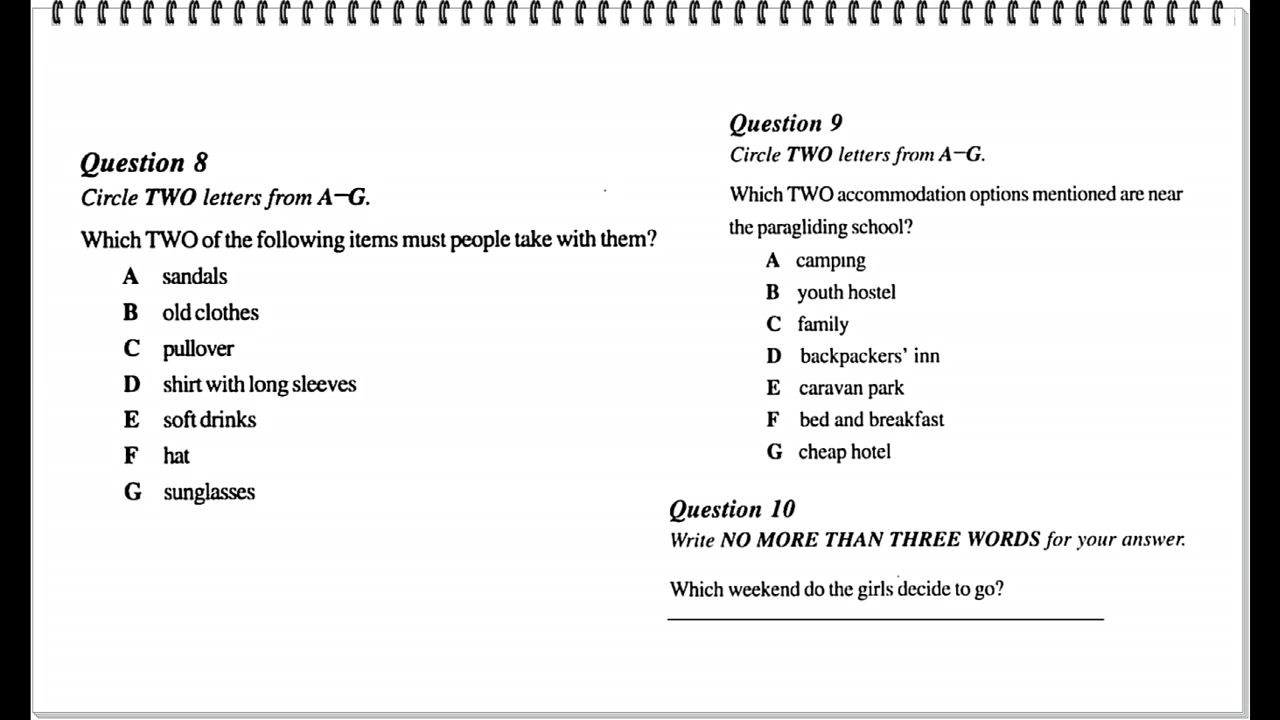 Question 8
Circle TWO letters from A–G.
Which TWO of the following items must people take with them?
A sandals
B old clothes
C pullover
D shirt with long sleeves
E soft drinks
F hat
G sunglasses
Question 9
Circle TWO letters from A–G.
Which TWO accommodation options mentioned are near
the paragliding school?
A camping
B youth hostel
C family
D backpackers' inn
E caravan park
F bed and breakfast
G cheap hotel
Question 10
Write NO MORE THAN THREE WORDS for your answer.
Which weekend do the girls decide to go?